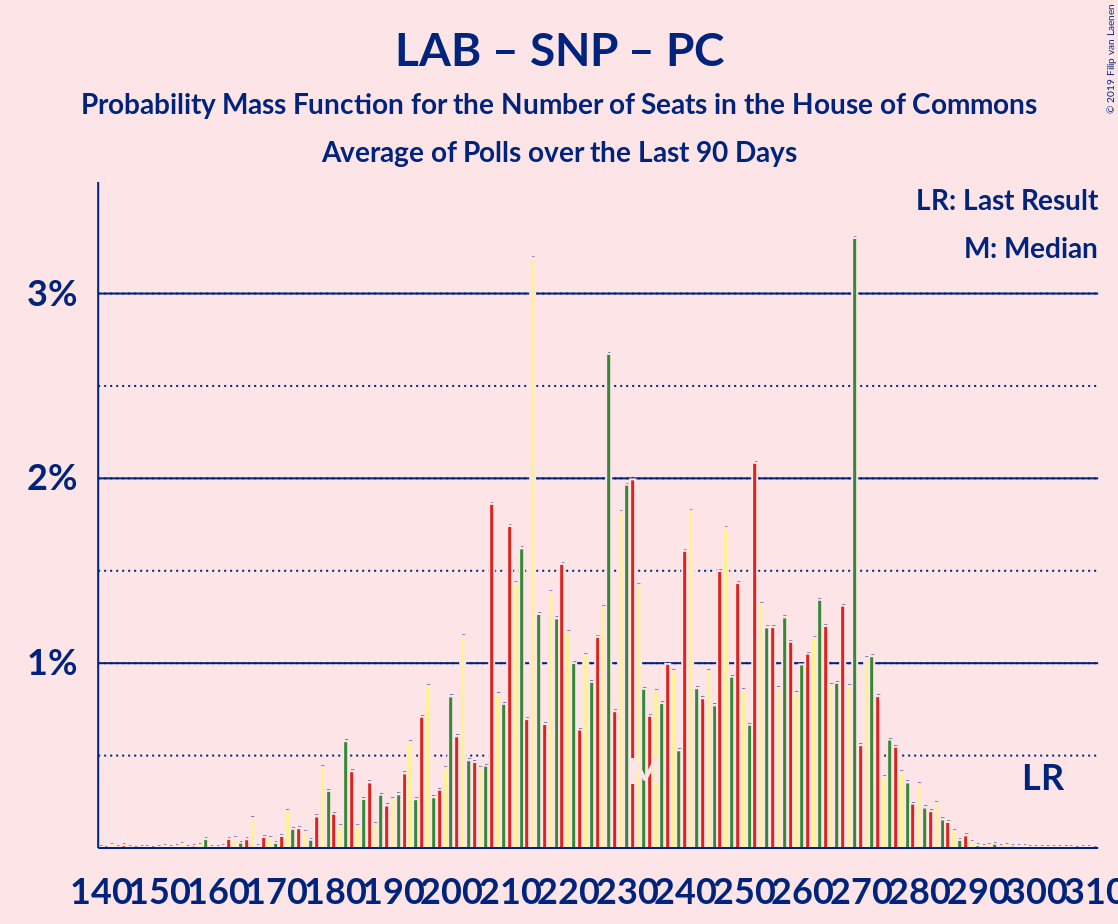 LAB – SNP – PC
Probability Mass Function for the Number of Seats in the House of Commons
Average of Polls over the Last 90 Days
© 2019 Filip van Laenen
LR: Last Result
M: Median
3%
2%
1%
M
LR
140 150 160 170 180 190 200 210 220 230 240 250 260 270 280 290 300 310